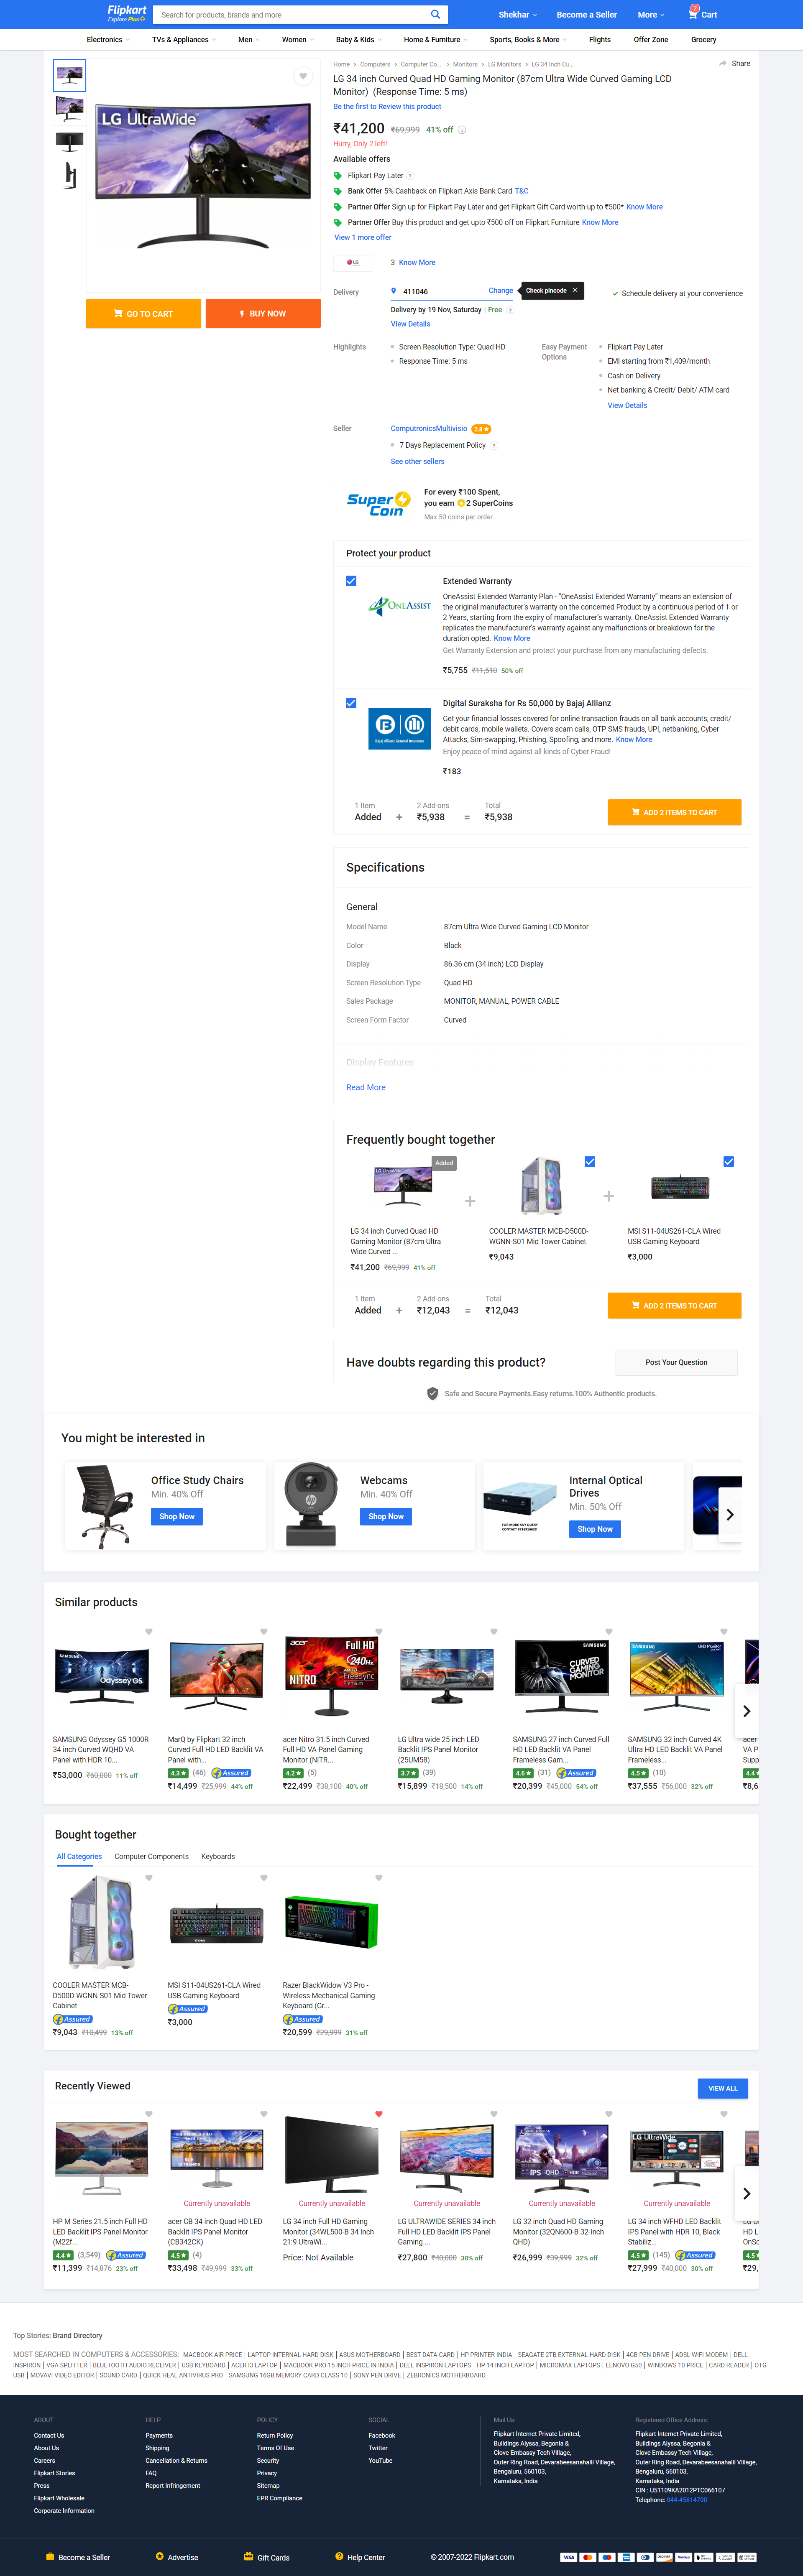 Flipkart
Explore Plus
Search for products, brands and more
Shekhar
Become a Seller
More
2
Cart
Electronics
TVs & Appliances
Men
Women
Baby & Kids
Home & Furniture
Sports, Books & More
Flights
Offer Zone
Grocery
Home > Computers > Computer Co... > Monitors > LG Monitors > LG 34 inch Cu...
Share
LG 34 inch Curved Quad HD Gaming Monitor (87cm Ultra Wide Curved Gaming LCD
Monitor) (Response Time: 5 ms)
Be the first to Review this product
LG UltraWide
₹41,200 ₹69,999 41% off
Hurry, Only 2 left!
Available offers
Flipkart Pay Later ?
Bank Offer 5% Cashback on Flipkart Axis Bank Card T&C
Partner Offer Sign up for Flipkart Pay Later and get Flipkart Gift Card worth up to ₹500* Know More
Partner Offer Buy this product and get upto ₹500 off on Flipkart Furniture Know More
View 1 more offer
LG
3 Know More
GO TO CART
BUY NOW
Delivery
411046
Change
Check pincode
Schedule delivery at your convenience
Delivery by 19 Nov, Saturday | Free ?
View Details
Highlights
Screen Resolution Type: Quad HD
Response Time: 5 ms
Easy Payment
Options
Flipkart Pay Later
EMI starting from ₹1,409/month
Cash on Delivery
Net banking & Credit/ Debit/ ATM card
View Details
Seller
ComputronicsMultivisio 2.8★
7 Days Replacement Policy ?
See other sellers
Super Coin
For every ₹100 Spent,
you earn 2 SuperCoins
Max 50 coins per order
Protect your product
OneAssist
Extended Warranty
OneAssist Extended Warranty Plan - "OneAssist Extended Warranty" means an extension of
the original manufacturer's warranty on the concerned Product by a continuous period of 1 or
2 Years, starting from the expiry of manufacturer's warranty. OneAssist Extended Warranty
replicates the manufacturer's warranty against any malfunctions or breakdown for the
duration opted. Know More
Get Warranty Extension and protect your purchase from any manufacturing defects.
₹5,755 ₹11,510 50% off
Bajaj Allianz General Insurance
Digital Suraksha for Rs 50,000 by Bajaj Allianz
Get your financial losses covered for online transaction frauds on all bank accounts, credit/
debit cards, mobile wallets. Covers scam calls, OTP SMS frauds, UPI, netbanking, Cyber
Attacks, Sim-swapping, Phishing, Spoofing, and more. Know More
Enjoy peace of mind against all kinds of Cyber Fraud!
₹183
1 Item
Added
+
2 Add-ons
₹5,938
=
Total
₹5,938
ADD 2 ITEMS TO CART
Specifications
General
Model Name 87cm Ultra Wide Curved Gaming LCD Monitor
Color Black
Display 86.36 cm (34 inch) LCD Display
Screen Resolution Type Quad HD
Sales Package MONITOR, MANUAL, POWER CABLE
Screen Form Factor Curved
Display Features
Read More
Frequently bought together
Added
LG 34 inch Curved Quad HD
Gaming Monitor (87cm Ultra
Wide Curved ...
₹41,200 ₹69,999 41% off
+
COOLER MASTER MCB-D500D-
WGNN-S01 Mid Tower Cabinet
₹9,043
+
MSI S11-04US261-CLA Wired
USB Gaming Keyboard
₹3,000
1 Item
Added
+
2 Add-ons
₹12,043
=
Total
₹12,043
ADD 2 ITEMS TO CART
Have doubts regarding this product?
Post Your Question
Safe and Secure Payments.Easy returns.100% Authentic products.
You might be interested in
Office Study Chairs
Min. 40% Off
Shop Now
hp
Webcams
Min. 40% Off
Shop Now
FOR MORE ANY QUERY
Internal Optical
Drives
Min. 50% Off
Shop Now
Similar products
SAMSUNG
Odyssey G5
SAMSUNG Odyssey G5 1000R
34 inch Curved WQHD VA
Panel with HDR 10...
₹53,000 ₹60,000 11% off
MarQ by Flipkart 32 inch
Curved Full HD LED Backlit VA
Panel with...
4.3★ (46) Assured
₹14,499 ₹25,999 44% off
acer
Full HD
240Hz
NITRO
FreeSync
Premium
acer Nitro 31.5 inch Curved
Full HD VA Panel Gaming
Monitor (NITR...
4.2★ (5)
₹22,499 ₹38,100 40% off
LG Ultra wide 25 inch LED
Backlit IPS Panel Monitor
(25UM58)
3.7★ (39)
₹15,899 ₹18,500 14% off
SAMSUNG
CURVED
GAMING
MONITOR
SAMSUNG 27 inch Curved Full
HD LED Backlit VA Panel
Frameless Gam...
4.6★ (31) Assured
₹20,399 ₹45,000 54% off
SAMSUNG
UHD Monitor
SAMSUNG 32 inch Curved 4K
Ultra HD LED Backlit VA Panel
Frameless...
4.5★ (10)
₹37,555 ₹56,000 32% off
acer
VA P
Supp
4.4
₹8,6
Bought together
All Categories
Computer Components
Keyboards
COOLER MASTER MCB-
D500D-WGNN-S01 Mid Tower
Cabinet
Assured
₹9,043 ₹10,499 13% off
MSI S11-04US261-CLA Wired
USB Gaming Keyboard
Assured
₹3,000
Razer BlackWidow V3 Pro -
Wireless Mechanical Gaming
Keyboard (Gr...
Assured
₹20,599 ₹29,999 31% off
Recently Viewed
VIEW ALL
HP M Series 21.5 inch Full HD
LED Backlit IPS Panel Monitor
(M22f...
4.4★ (3,549) Assured
₹11,399 ₹14,876 23% off
Currently unavailable
acer CB 34 inch Quad HD LED
Backlit IPS Panel Monitor
(CB342CK)
4.5★ (4)
₹33,498 ₹49,999 33% off
Currently unavailable
LG 34 inch Full HD Gaming
Monitor (34WL500-B 34 Inch
21:9 UltraWi...
Price: Not Available
Currently unavailable
LG ULTRAWIDE SERIES 34 inch
Full HD LED Backlit IPS Panel
Gaming ...
₹27,800 ₹40,000 30% off
IPS QHD
Currently unavailable
LG 32 inch Quad HD Gaming
Monitor (32QN600-B 32-Inch
QHD)
₹26,999 ₹39,999 32% off
LG UltraWide
Currently unavailable
LG 34 inch WFHD LED Backlit
IPS Panel with HDR 10, Black
Stabiliz...
4.5★ (145) Assured
₹27,999 ₹40,000 30% off
HD L
OnSc
4.5
₹29,
Top Stories: Brand Directory
MOST SEARCHED IN COMPUTERS & ACCESSORIES: MACBOOK AIR PRICE | LAPTOP INTERNAL HARD DISK | ASUS MOTHERBOARD | BEST DATA CARD | HP PRINTER INDIA | SEAGATE 2TB EXTERNAL HARD DISK | 4GB PEN DRIVE | ADSL WIFI MODEM | DELL
INSPIRON | VGA SPLITTER | BLUETOOTH AUDIO RECEIVER | USB KEYBOARD | ACER I3 LAPTOP | MACBOOK PRO 15 INCH PRICE IN INDIA | DELL INSPIRON LAPTOPS | HP 14 INCH LAPTOP | MICROMAX LAPTOPS | LENOVO G50 | WINDOWS 10 PRICE | CARD READER | OTG
USB | MOVAVI VIDEO EDITOR | SOUND CARD | QUICK HEAL ANTIVIRUS PRO | SAMSUNG 16GB MEMORY CARD CLASS 10 | SONY PEN DRIVE | ZEBRONICS MOTHERBOARD
ABOUT
Contact Us
About Us
Careers
Flipkart Stories
Press
Flipkart Wholesale
Corporate Information
HELP
Payments
Shipping
Cancellation & Returns
FAQ
Report Infringement
POLICY
Return Policy
Terms Of Use
Security
Privacy
Sitemap
EPR Compliance
SOCIAL
Facebook
Twitter
YouTube
Mail Us:
Flipkart Internet Private Limited,
Buildings Alyssa, Begonia &
Clove Embassy Tech Village,
Outer Ring Road, Devarabeesanahalli Village,
Bengaluru, 560103,
Karnataka, India
Registered Office Address:
Flipkart Internet Private Limited,
Buildings Alyssa, Begonia &
Clove Embassy Tech Village,
Outer Ring Road, Devarabeesanahalli Village,
Bengaluru, 560103,
Karnataka, India
CIN : U51109KA2012PTC066107
Telephone: 044-45614700
Become a Seller
Advertise
Gift Cards
Help Center
© 2007-2022 Flipkart.com
VISA